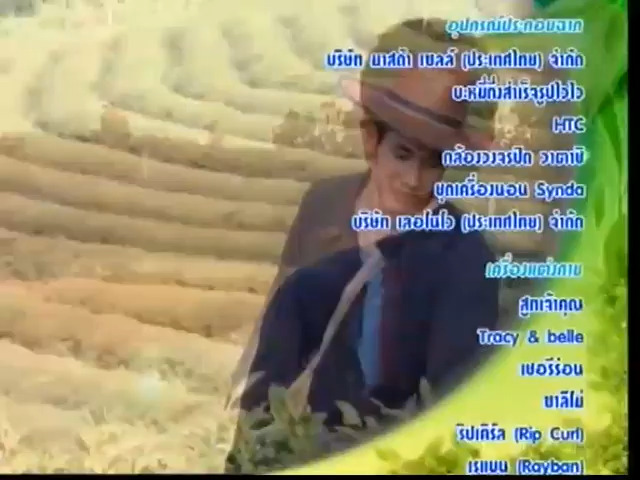 อุปกรณ์ประกอบฉาก
บริษัท มาสด้า เซลล์ (ประเทศไทย) จำกัด
บะหมี่กึ่งสำเร็จรูปไวไว
HTC
กล้องวงจรปิด วาตาชิ
ชุดเครื่องนอน Synda
บริษัท เลอโนโว (ประเทศไทย) จำกัด
เครื่องแต่งกาย
สูทเจ้าคุณ
Tracy & belle
เชอรีร่อน
ชาลีไม่
ริปเคิร์ล (Rip Curl)
เรแบน (Rayban)